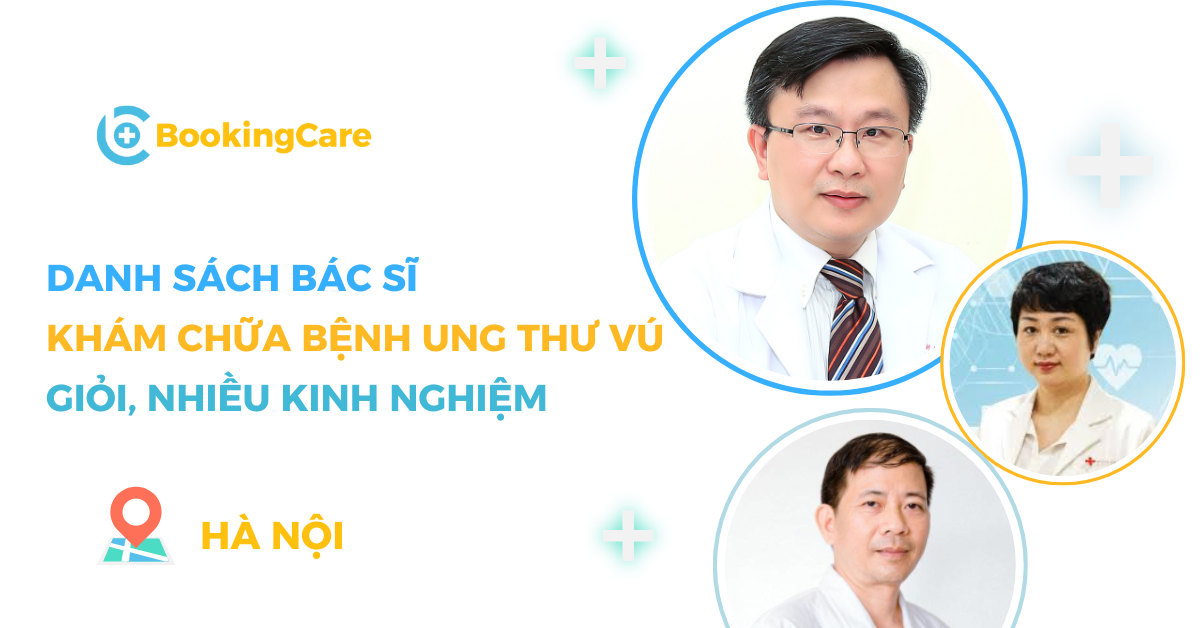 BookingCare
DANH SÁCH BÁC SĨ
KHÁM CHỮA BỆNH UNG THƯ VÚ
GIỎI, NHIỀU KINH NGHIỆM
HÀ NỘI